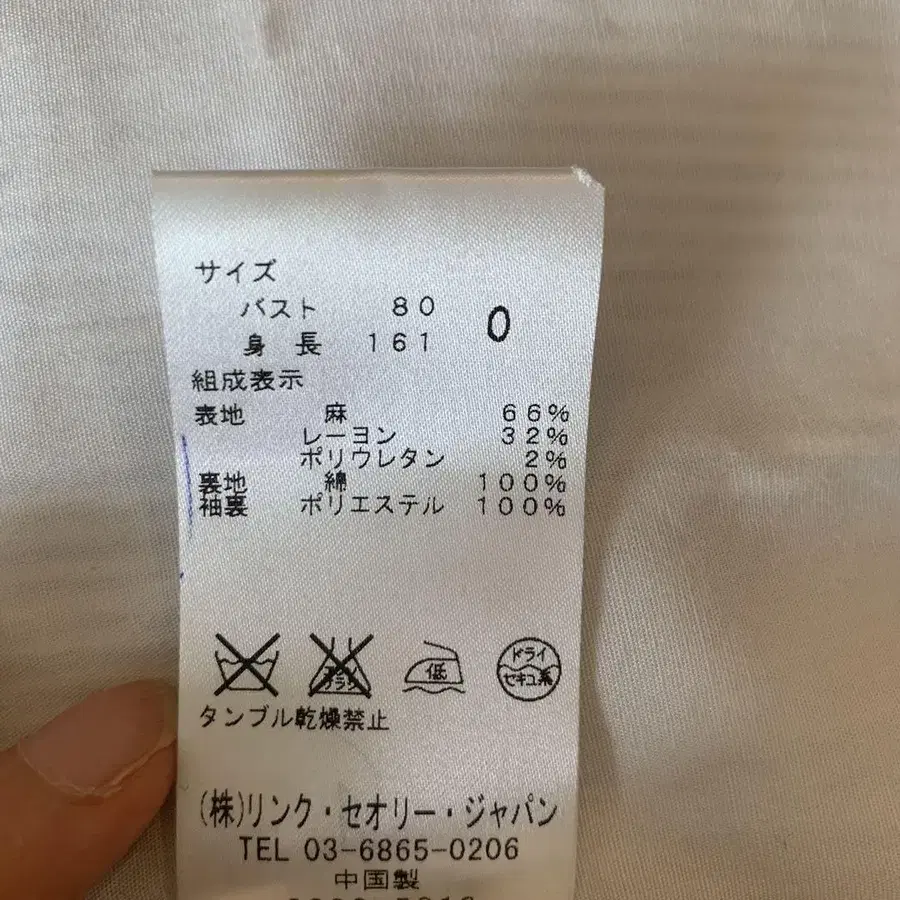 サイズ
バスト 80 0
身長 161
組成表示
表地 麻 66%
レーヨン 32%
ポリウレタン 2%
裏地 綿 100%
袖裏 ポリエステル 100%
低 ドライ
セキユ系
タンブル乾燥禁止
(株)リンク・セオリー・ジャパン
TEL 03-6865-0206
中国製